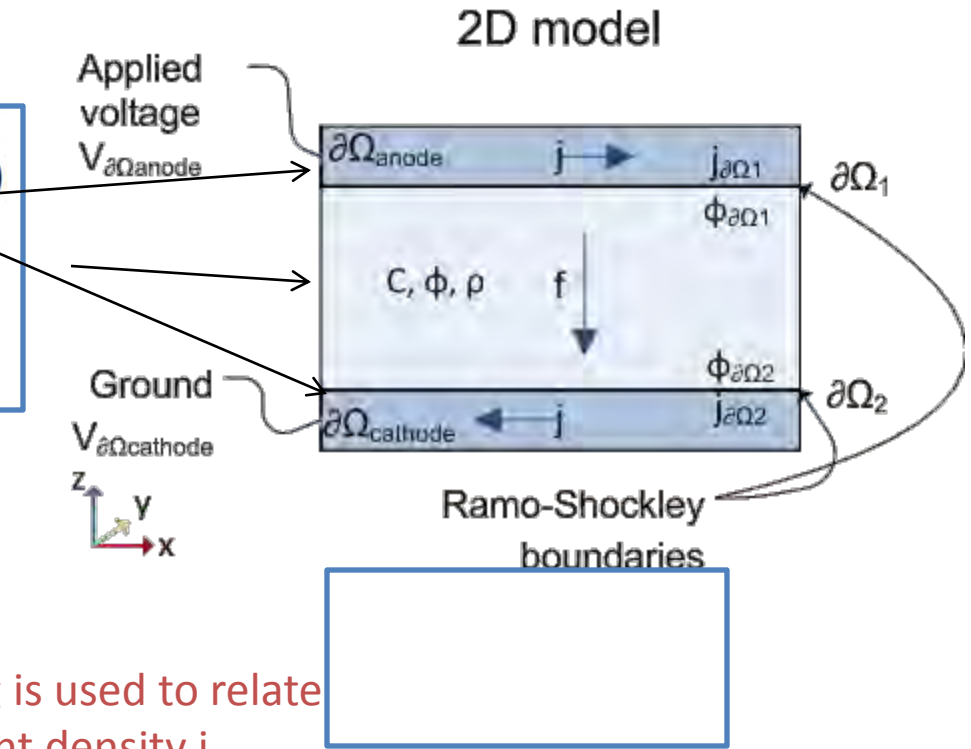 2D model
Applied
voltage
V∂Ωanode
∂Ωanode
j
j∂Ω1
∂Ω1
ϕ∂Ω1
C, ϕ, ρ
f
ϕ∂Ω2
∂Ω2
Ground
V∂Ωcathode
∂Ωcathode
j
j∂Ω2
z
y
x
Ramo-Shockley
boundaries
is used to relate
density j